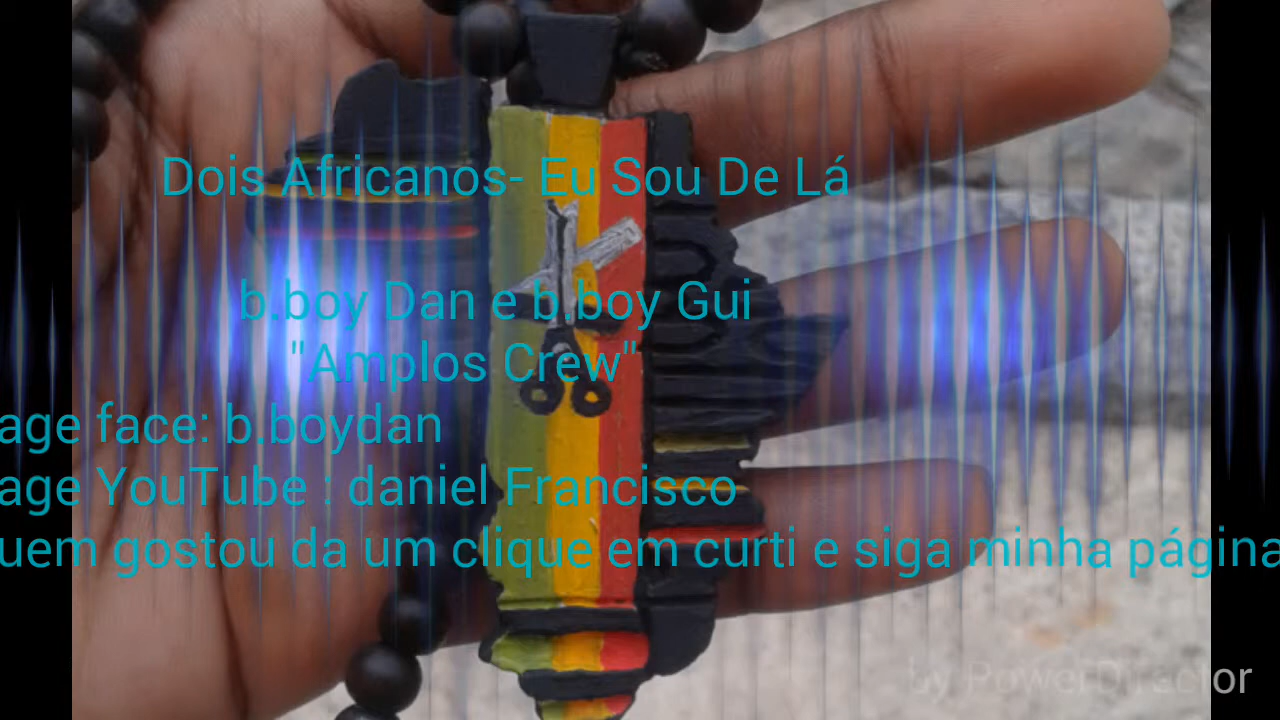 Dois Africanos- Eu Sou De Lá
b.boy Dan e b.boy Gui
"Amplos Crew"
age face: b.boydan
age YouTube : daniel Francisco
uem gostou da um clique em curti e siga minha página
by PowerDirector